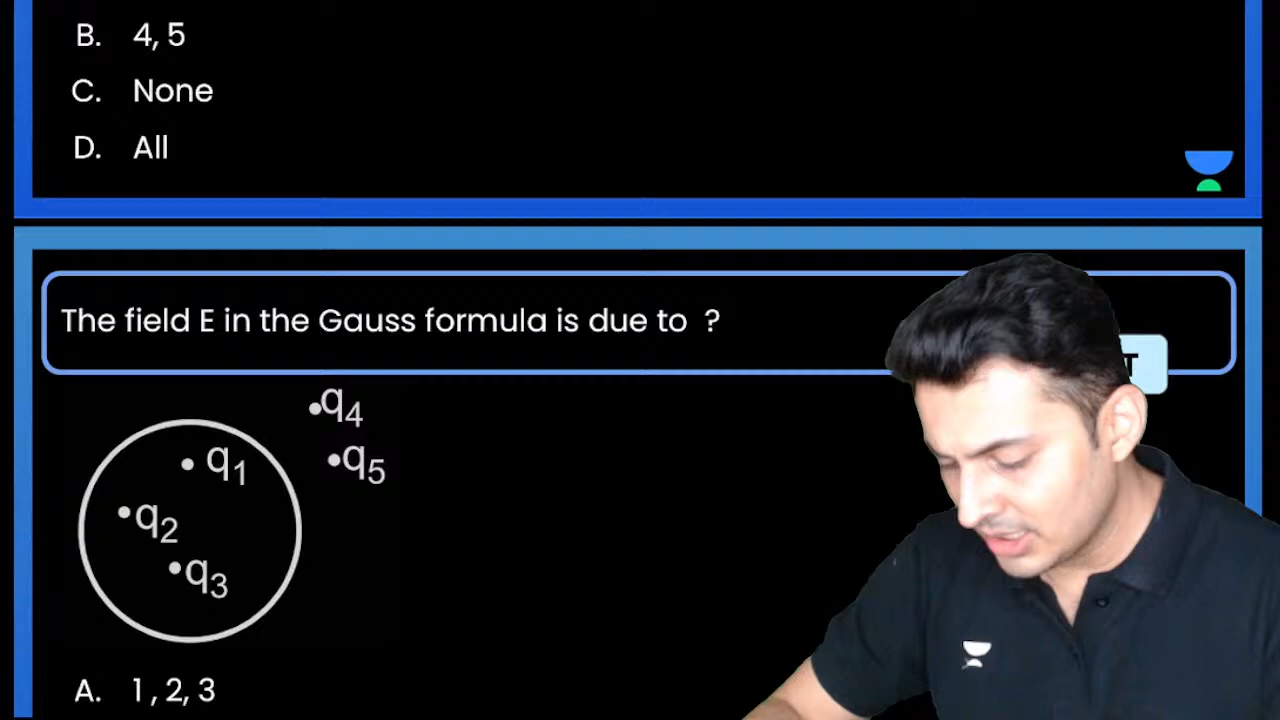 B. 4, 5
C. None
D. All
The field E in the Gauss formula is due to ?
q4
q1
q5
q2
q3
A. 1 , 2, 3